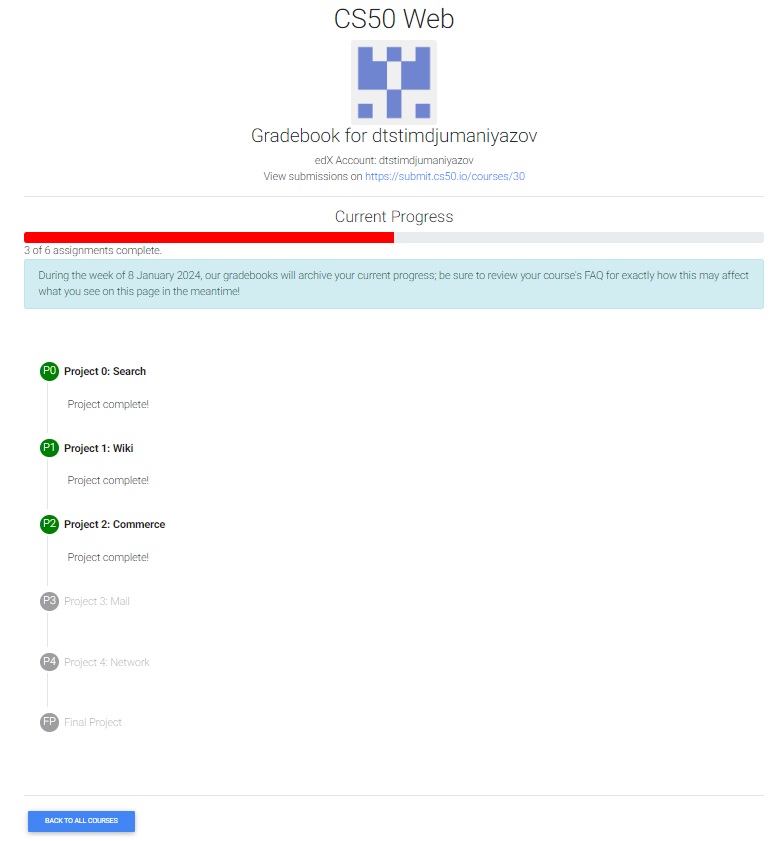 CS50 Web
Gradebook for dtstimdjumaniyazov
edX Account: dtstimdjumaniyazov
View submissions on https://submit.cs50.io/courses/30
Current Progress
3 of 6 assignments complete.
During the week of 8 January 2024, our gradebooks will archive your current progress; be sure to review your course's FAQ for exactly how this may affect
what you see on this page in the meantime!
P0 Project 0: Search
Project complete!
P1 Project 1: Wiki
Project complete!
P2 Project 2: Commerce
Project complete!
P3 Project 3: Mail
P4 Project 4: Network
FP Final Project
BACK TO ALL COURSES